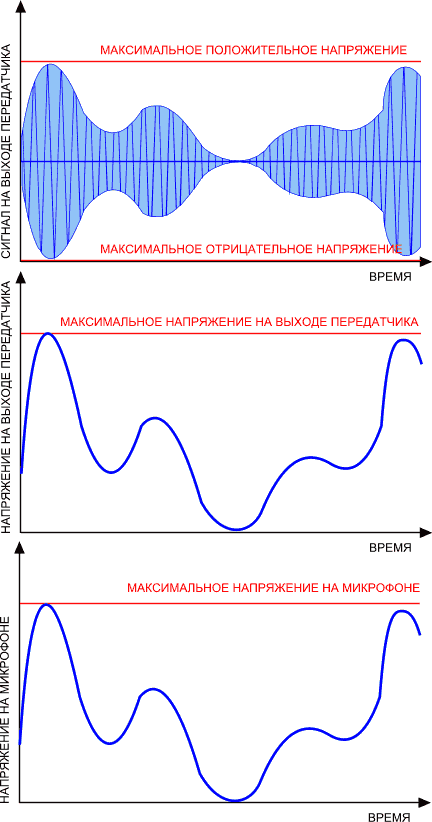 МАКСИМАЛЬНОЕ ПОЛОЖИТЕЛЬНОЕ НАПРЯЖЕНИЕ
СИГНАЛ НА ВЫХОДЕ ПЕРЕДАТЧИКА
МАКСИМАЛЬНОЕ ОТРИЦАТЕЛЬНОЕ НАПРЯЖЕНИЕ
ВРЕМЯ
МАКСИМАЛЬНОЕ НАПРЯЖЕНИЕ НА ВЫХОДЕ ПЕРЕДАТЧИКА
НАПРЯЖЕНИЕ НА ВЫХОДЕ ПЕРЕДАТЧИКА
ВРЕМЯ
МАКСИМАЛЬНОЕ НАПРЯЖЕНИЕ НА МИКРОФОНЕ
НАПРЯЖЕНИЕ НА МИКРОФОНЕ
ВРЕМЯ